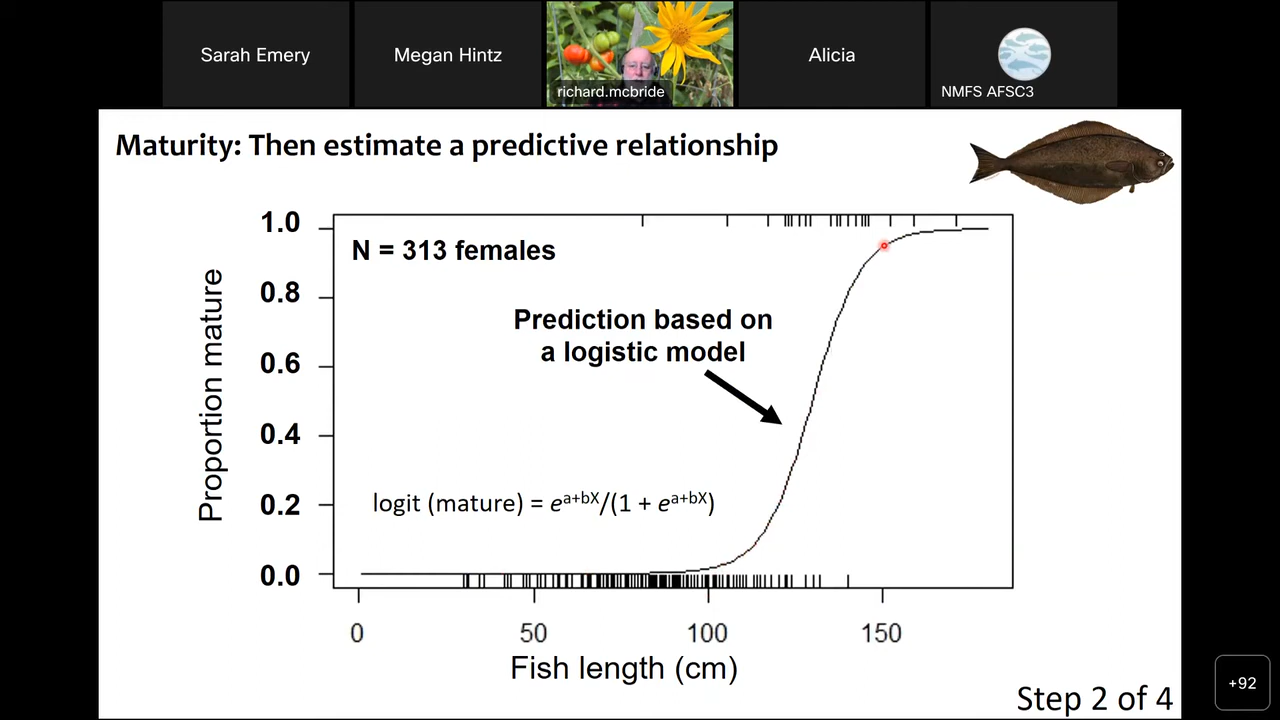 Sarah Emery
Megan Hintz
richard.mcbride
Alicia
NMFS AFSC3
Maturity: Then estimate a predictive relationship
N = 313 females
Prediction based on
a logistic model
logit (mature) = e^a+bX/(1 + e^a+bX)
Proportion mature
1.0
0.8
0.6
0.4
0.2
0.0
0
50
100
150
Fish length (cm)
Step 2 of 4
+92